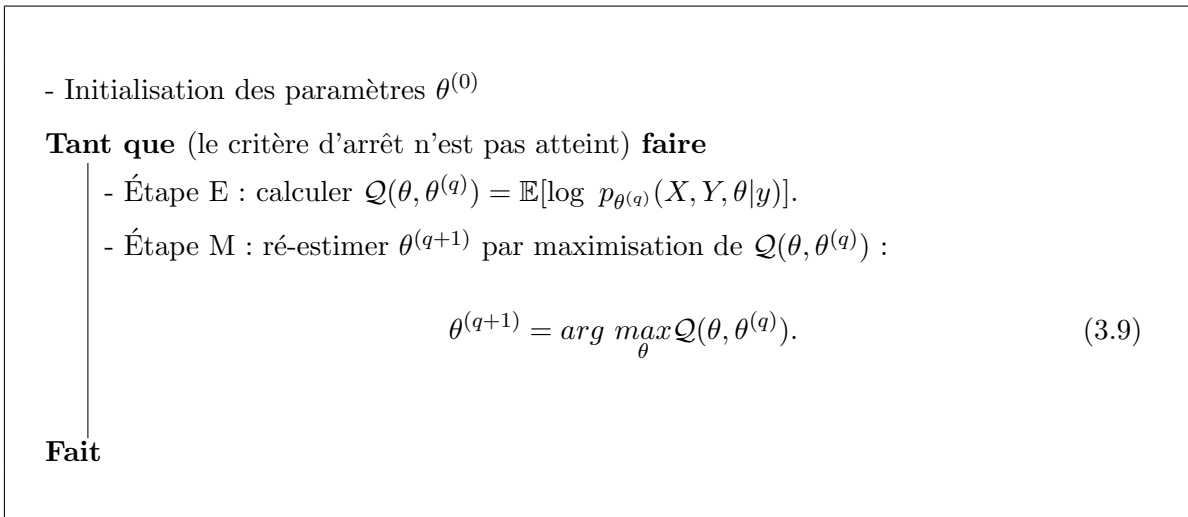 - Initialisation des paramètres θ^(0)
Tant que (le critère d'arrêt n'est pas atteint) faire
- Étape E : calculer 𝒬(θ, θ^(q)) = 𝔼[log p_θ^(q)(X, Y, θ|y)].
- Étape M : ré-estimer θ^(q+1) par maximisation de 𝒬(θ, θ^(q)) :
θ^(q+1) = arg max_θ 𝒬(θ, θ^(q)). (3.9)
Fait